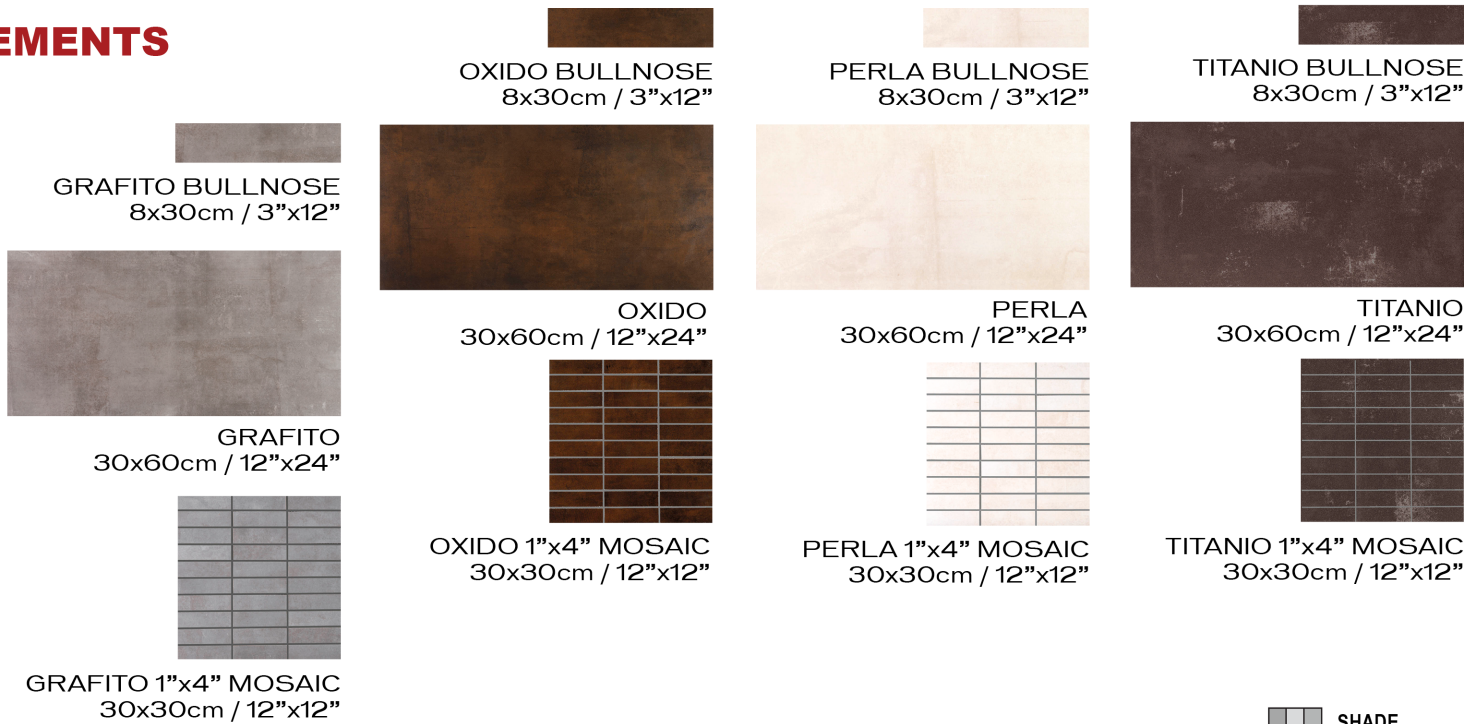 EMENTS
GRAFITO BULLNOSE
8x30cm / 3”x12”
GRAFITO
30x60cm / 12”x24”
GRAFITO 1”x4” MOSAIC
30x30cm / 12”x12”
OXIDO BULLNOSE
8x30cm / 3”x12”
OXIDO
30x60cm / 12”x24”
OXIDO 1”x4” MOSAIC
30x30cm / 12”x12”
PERLA BULLNOSE
8x30cm / 3”x12”
PERLA
30x60cm / 12”x24”
PERLA 1”x4” MOSAIC
30x30cm / 12”x12”
TITANIO BULLNOSE
8x30cm / 3”x12”
TITANIO
30x60cm / 12”x24”
TITANIO 1”x4” MOSAIC
30x30cm / 12”x12”
SHADE